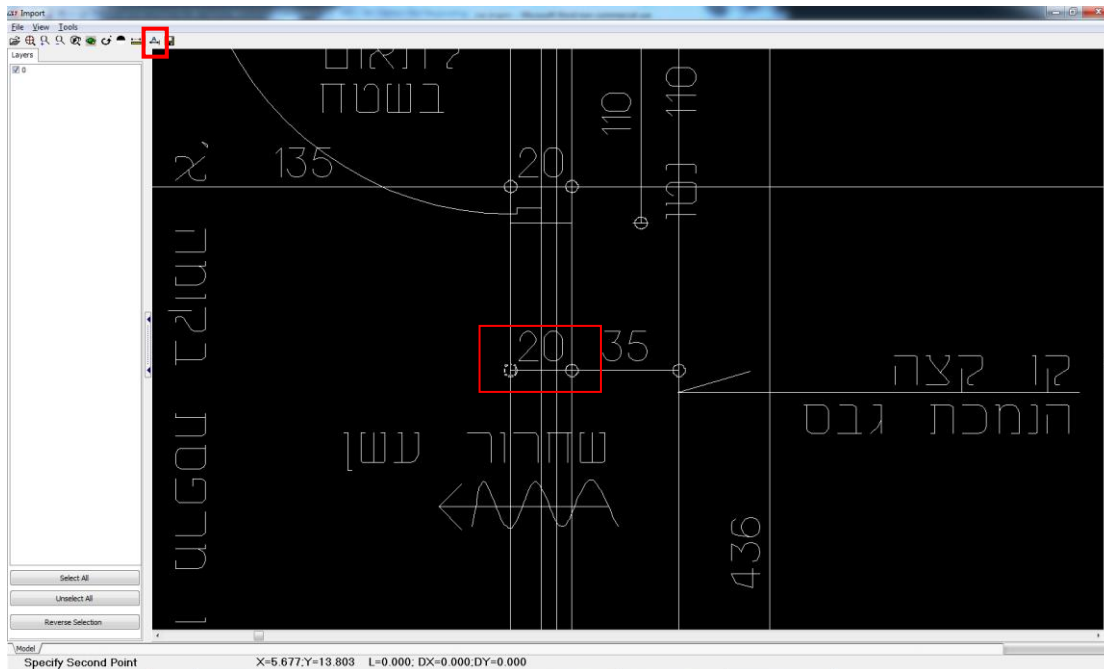 Import
File View Tools
Layers
0
בשטח
110
110
135
20
20
35
קו קצה
הנמכת גבס
שחרור עשן
436
Select All
Unselect All
Reverse Selection
Model
Specify Second Point X=5.677;Y=13.803 L=0.000; DX=0.000;DY=0.000